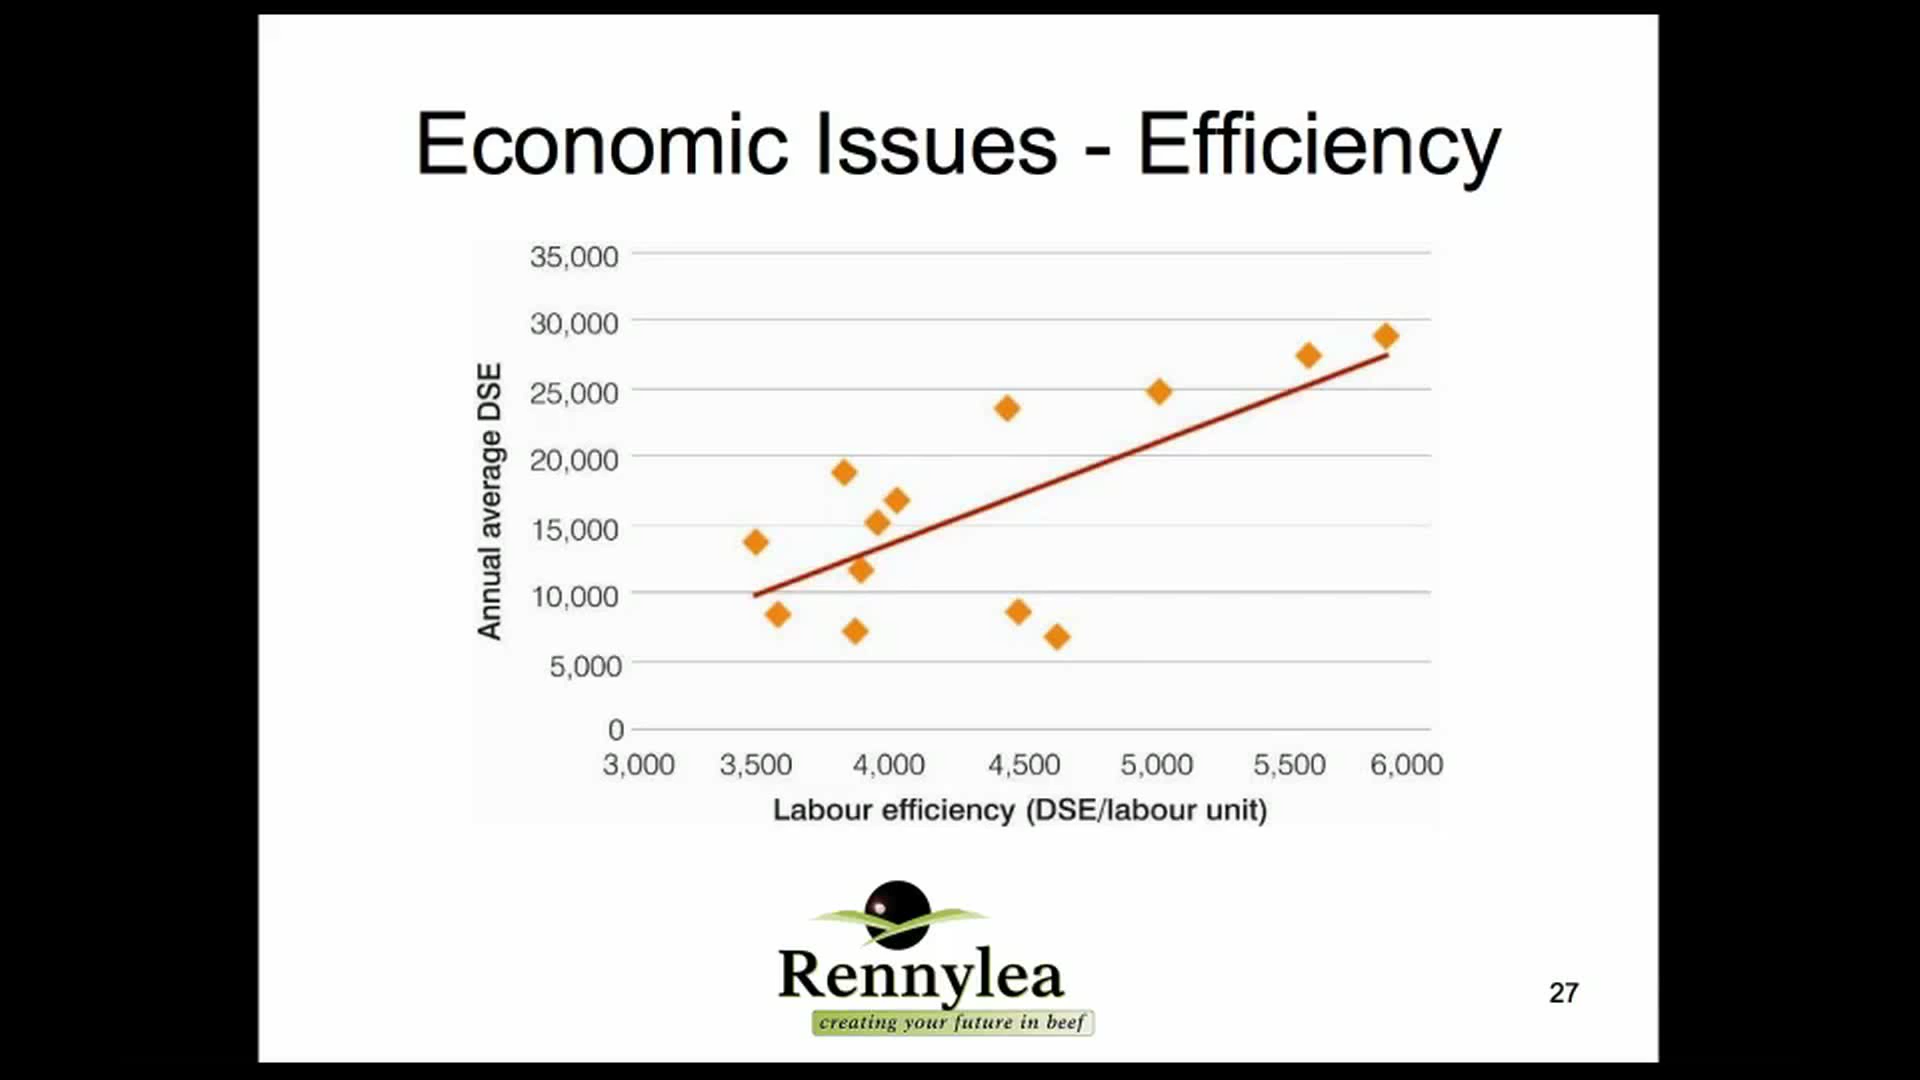 Economic Issues - Efficiency
35,000
30,000
25,000
20,000
15,000
10,000
5,000
0
Annual average DSE
3,000 3,500 4,000 4,500 5,000 5,500 6,000
Labour efficiency (DSE/labour unit)
Rennylea
creating your future in beef
27